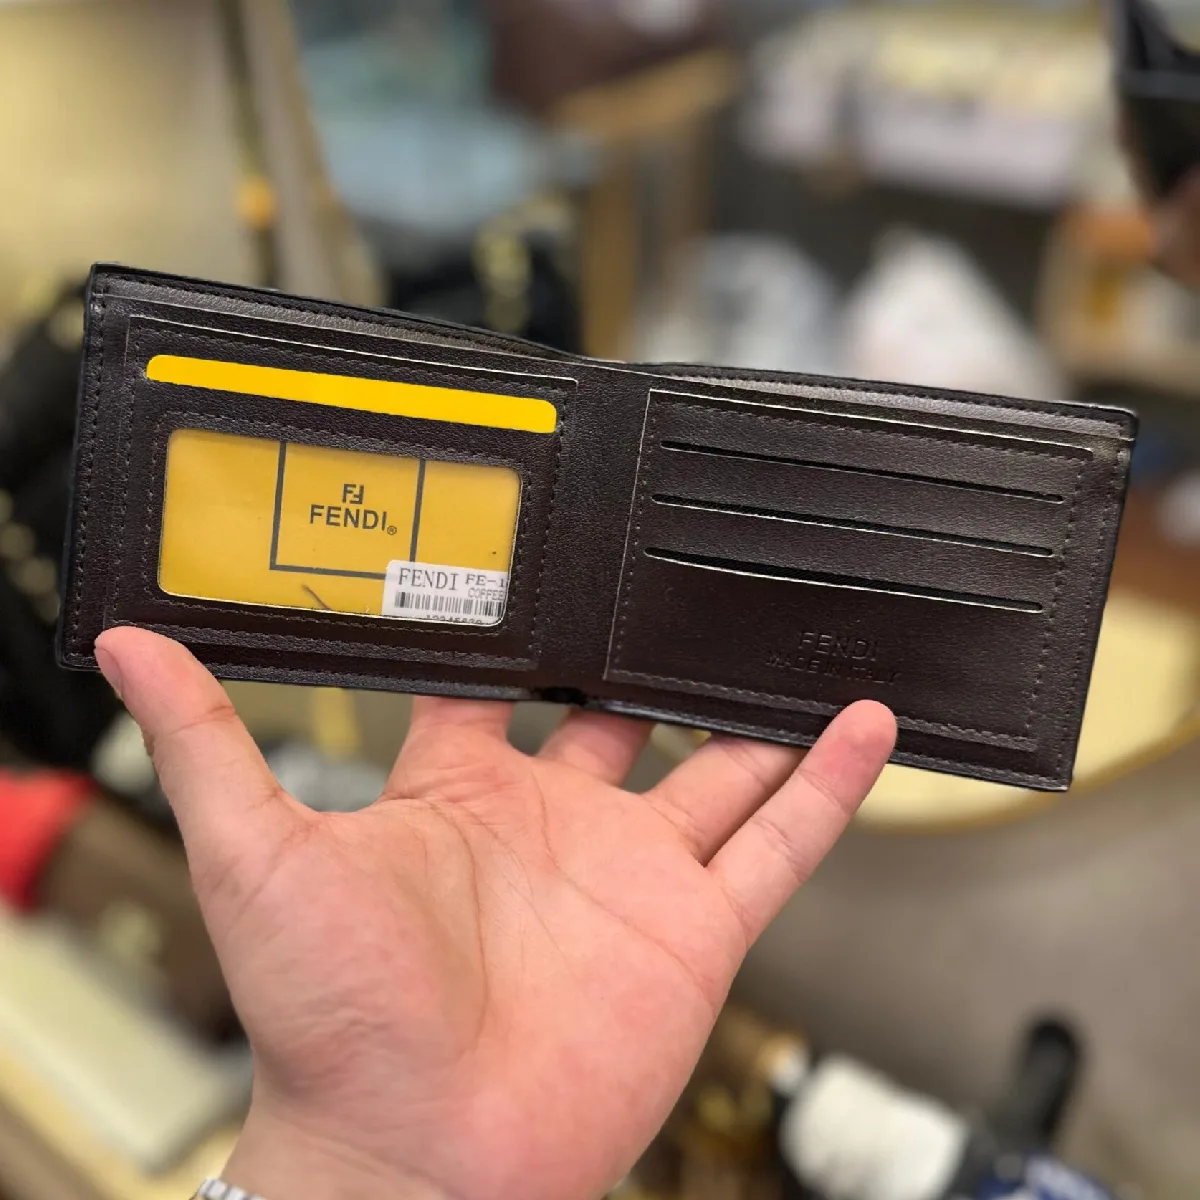 FENDI®
FENDI FE-1
COFFEE
FENDI
MADE IN ITALY